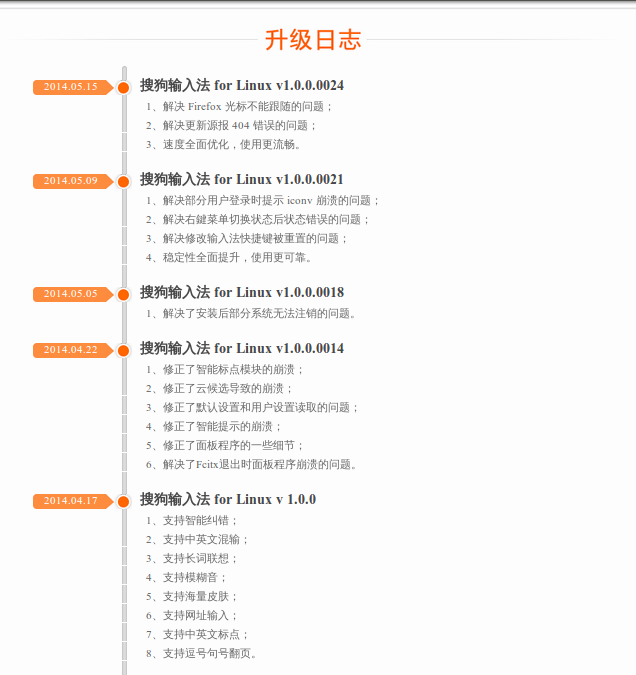 升级日志
2014.05.15
搜狗输入法 for Linux v1.0.0.0024
1、解决 Firefox 光标不能跟随的问题；
2、解决更新源报 404 错误的问题；
3、速度全面优化，使用更流畅。
2014.05.09
搜狗输入法 for Linux v1.0.0.0021
1、解决部分用户登录时提示 iconv 崩溃的问题；
2、解决右鍵菜单切换状态后状态错误的问题；
3、解决修改输入法快捷键被重置的问题；
4、稳定性全面提升，使用更可靠。
2014.05.05
搜狗输入法 for Linux v1.0.0.0018
1、解决了安装后部分系统无法注销的问题。
2014.04.22
搜狗输入法 for Linux v1.0.0.0014
1、修正了智能标点模块的崩溃；
2、修正了云候选导致的崩溃；
3、修正了默认设置和用户设置读取的问题；
4、修正了智能提示的崩溃；
5、修正了面板程序的一些细节；
6、解决了Fcitx退出时面板程序崩溃的问题。
2014.04.17
搜狗输入法 for Linux v 1.0.0
1、支持智能纠错；
2、支持中英文混输；
3、支持长词联想；
4、支持模糊音；
5、支持海量皮肤；
6、支持网址输入；
7、支持中英文标点；
8、支持逗号句号翻页。